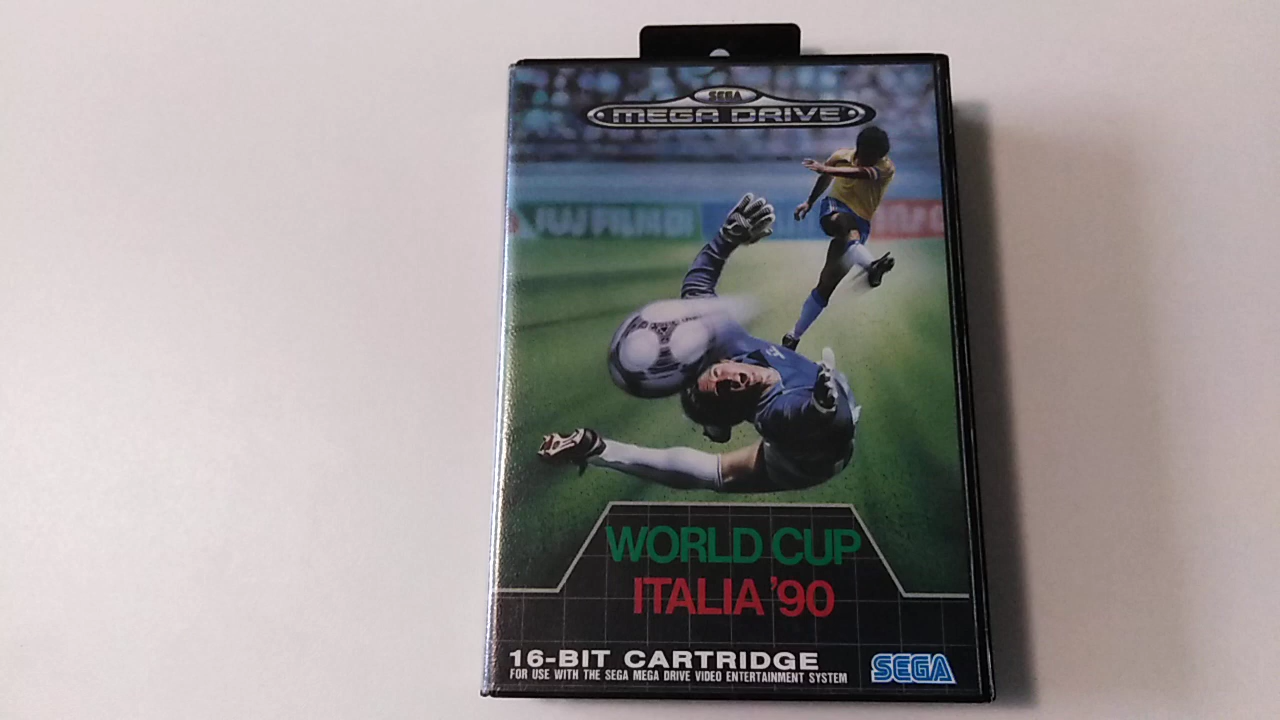 SEGA
MEGA DRIVE
FUJI FILM
WORLD CUP
ITALIA '90
16-BIT CARTRIDGE
FOR USE WITH THE SEGA MEGA DRIVE VIDEO ENTERTAINMENT SYSTEM
SEGA